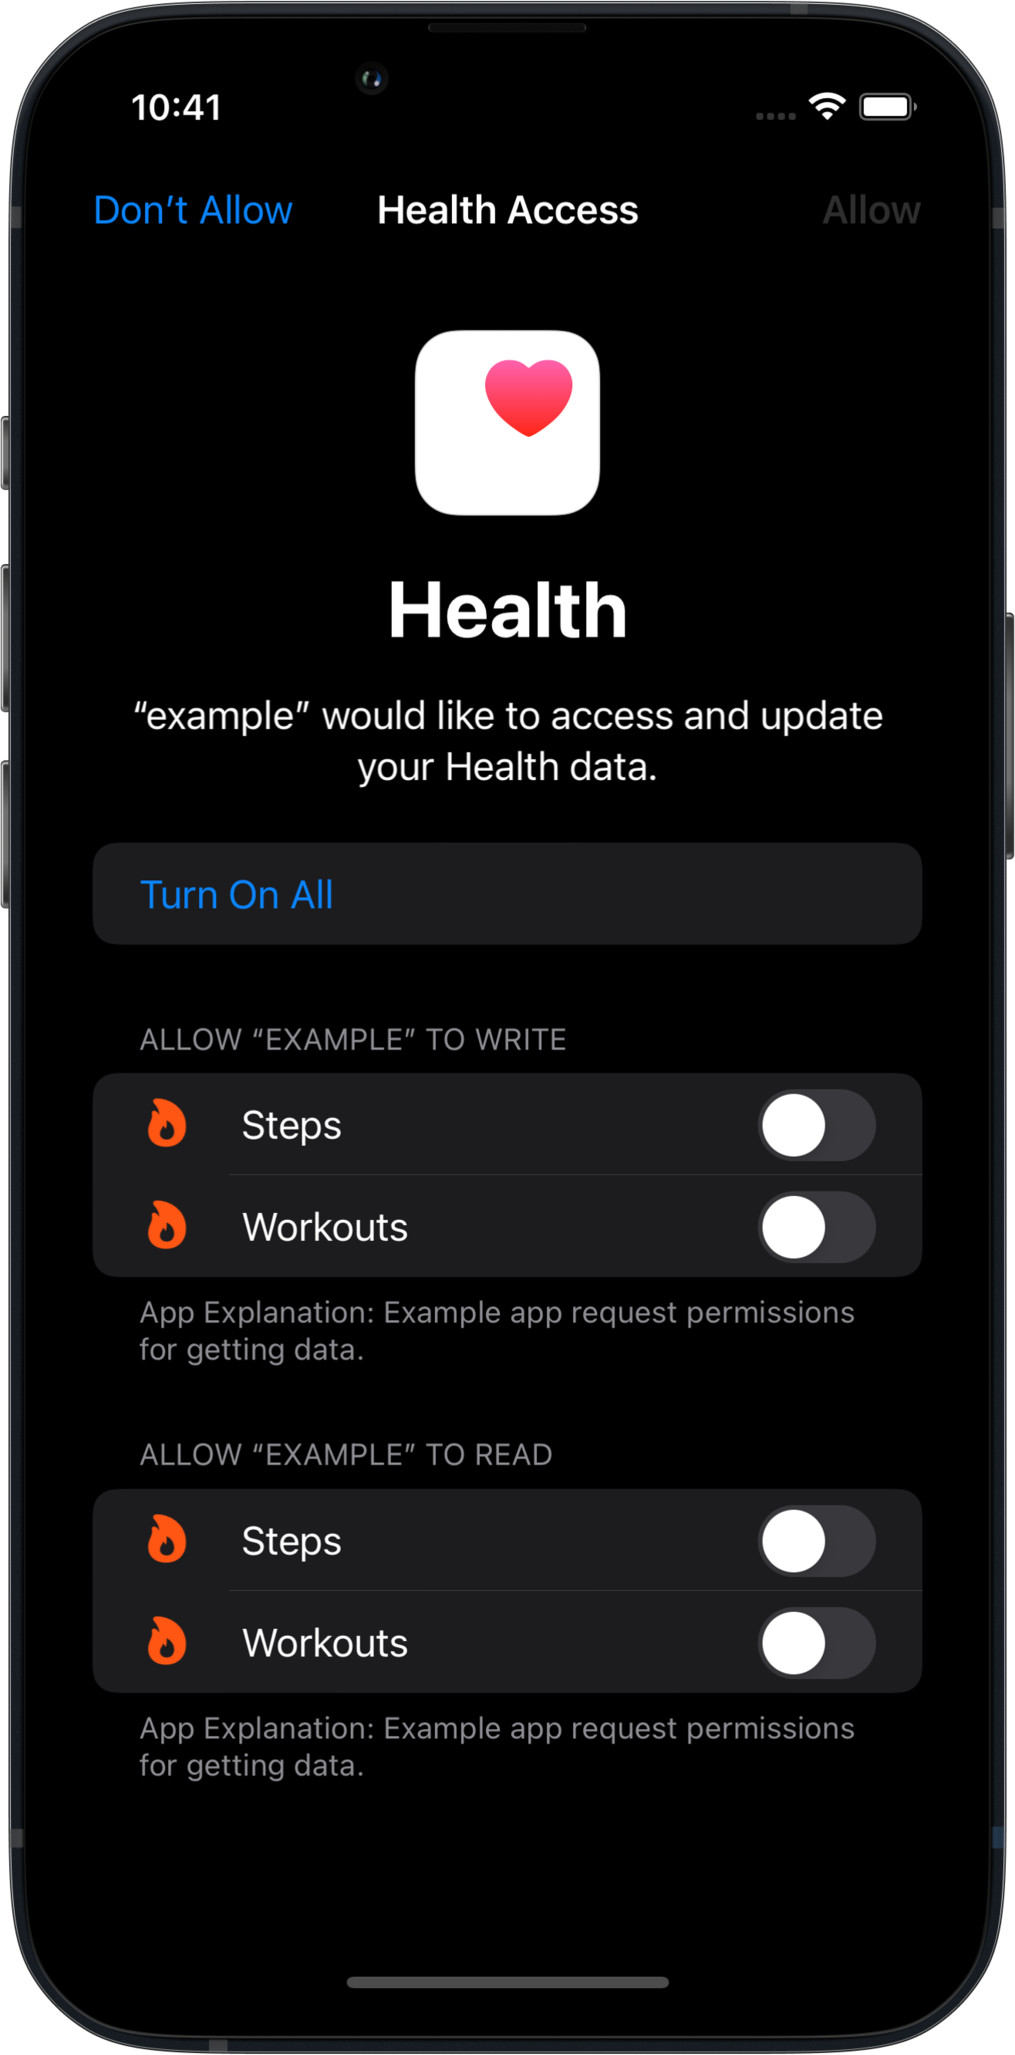 10:41
Don’t Allow
Health Access
Allow
Health
“example” would like to access and update
your Health data.
Turn On All
ALLOW “EXAMPLE” TO WRITE
Steps
Workouts
App Explanation: Example app request permissions
for getting data.
ALLOW “EXAMPLE” TO READ
Steps
Workouts
App Explanation: Example app request permissions
for getting data.